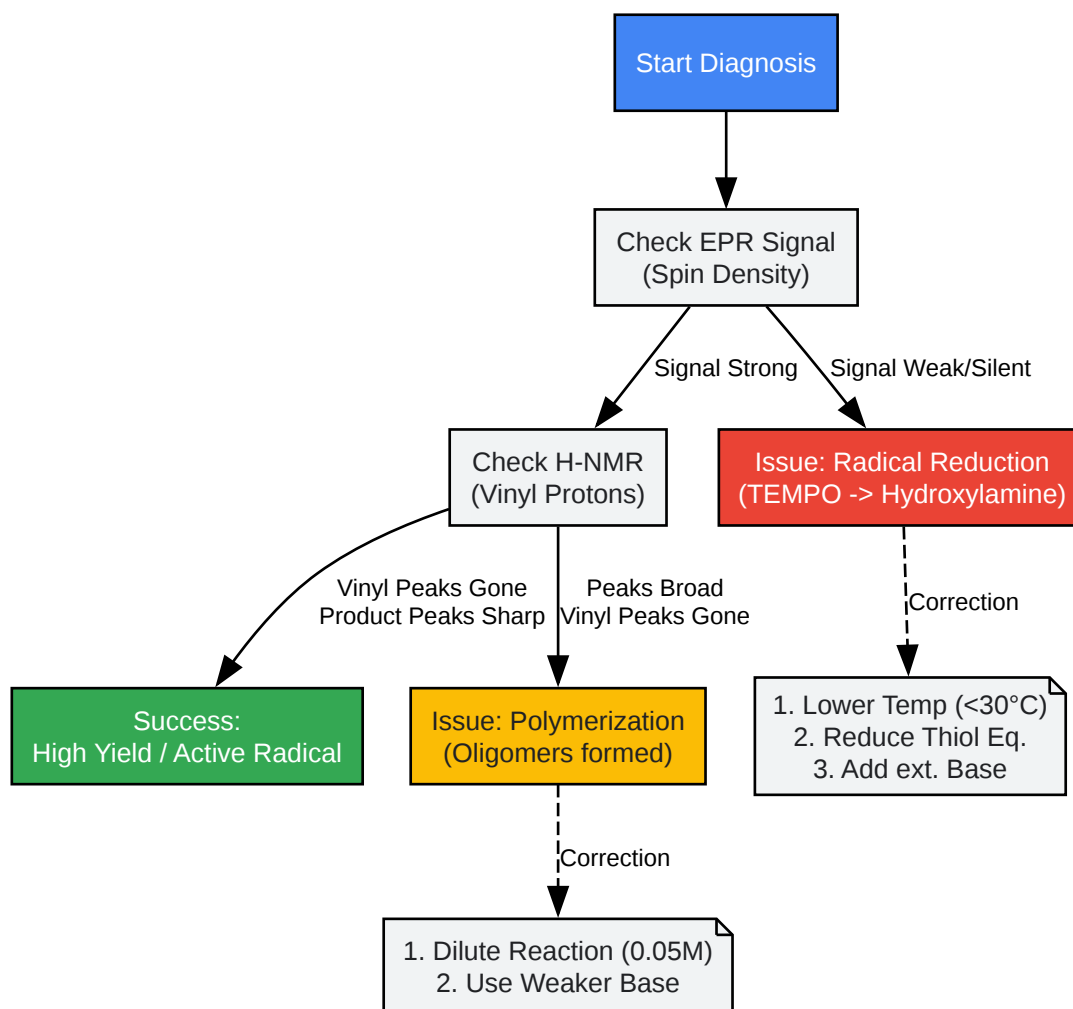 Start Diagnosis
Check EPR Signal
(Spin Density)
Signal Strong
Signal Weak/Silent
Check H-NMR
(Vinyl Protons)
Issue: Radical Reduction
(TEMPO -> Hydroxylamine)
Vinyl Peaks Gone
Product Peaks Sharp
Peaks Broad
Vinyl Peaks Gone
Correction
Success:
High Yield / Active Radical
Issue: Polymerization
(Oligomers formed)
1. Lower Temp (<30°C)
2. Reduce Thiol Eq.
3. Add ext. Base
Correction
1. Dilute Reaction (0.05M)
2. Use Weaker Base